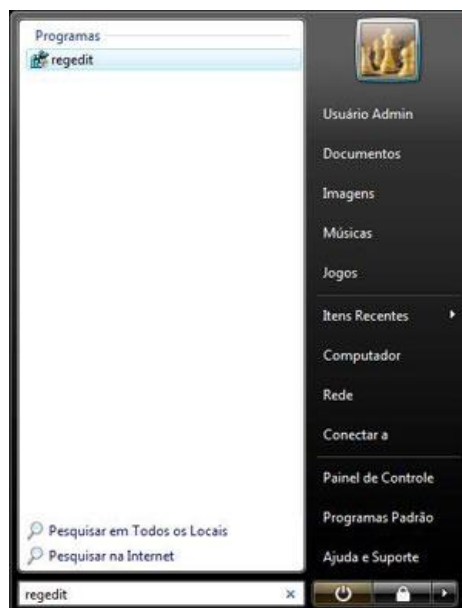 Programas
regedit
Pesquisar em Todos os Locais
Pesquisar na Internet
regedit
Usuário Admin
Documentos
Imagens
Músicas
Jogos
Itens Recentes
Computador
Rede
Conectar a
Painel de Controle
Programas Padrão
Ajuda e Suporte